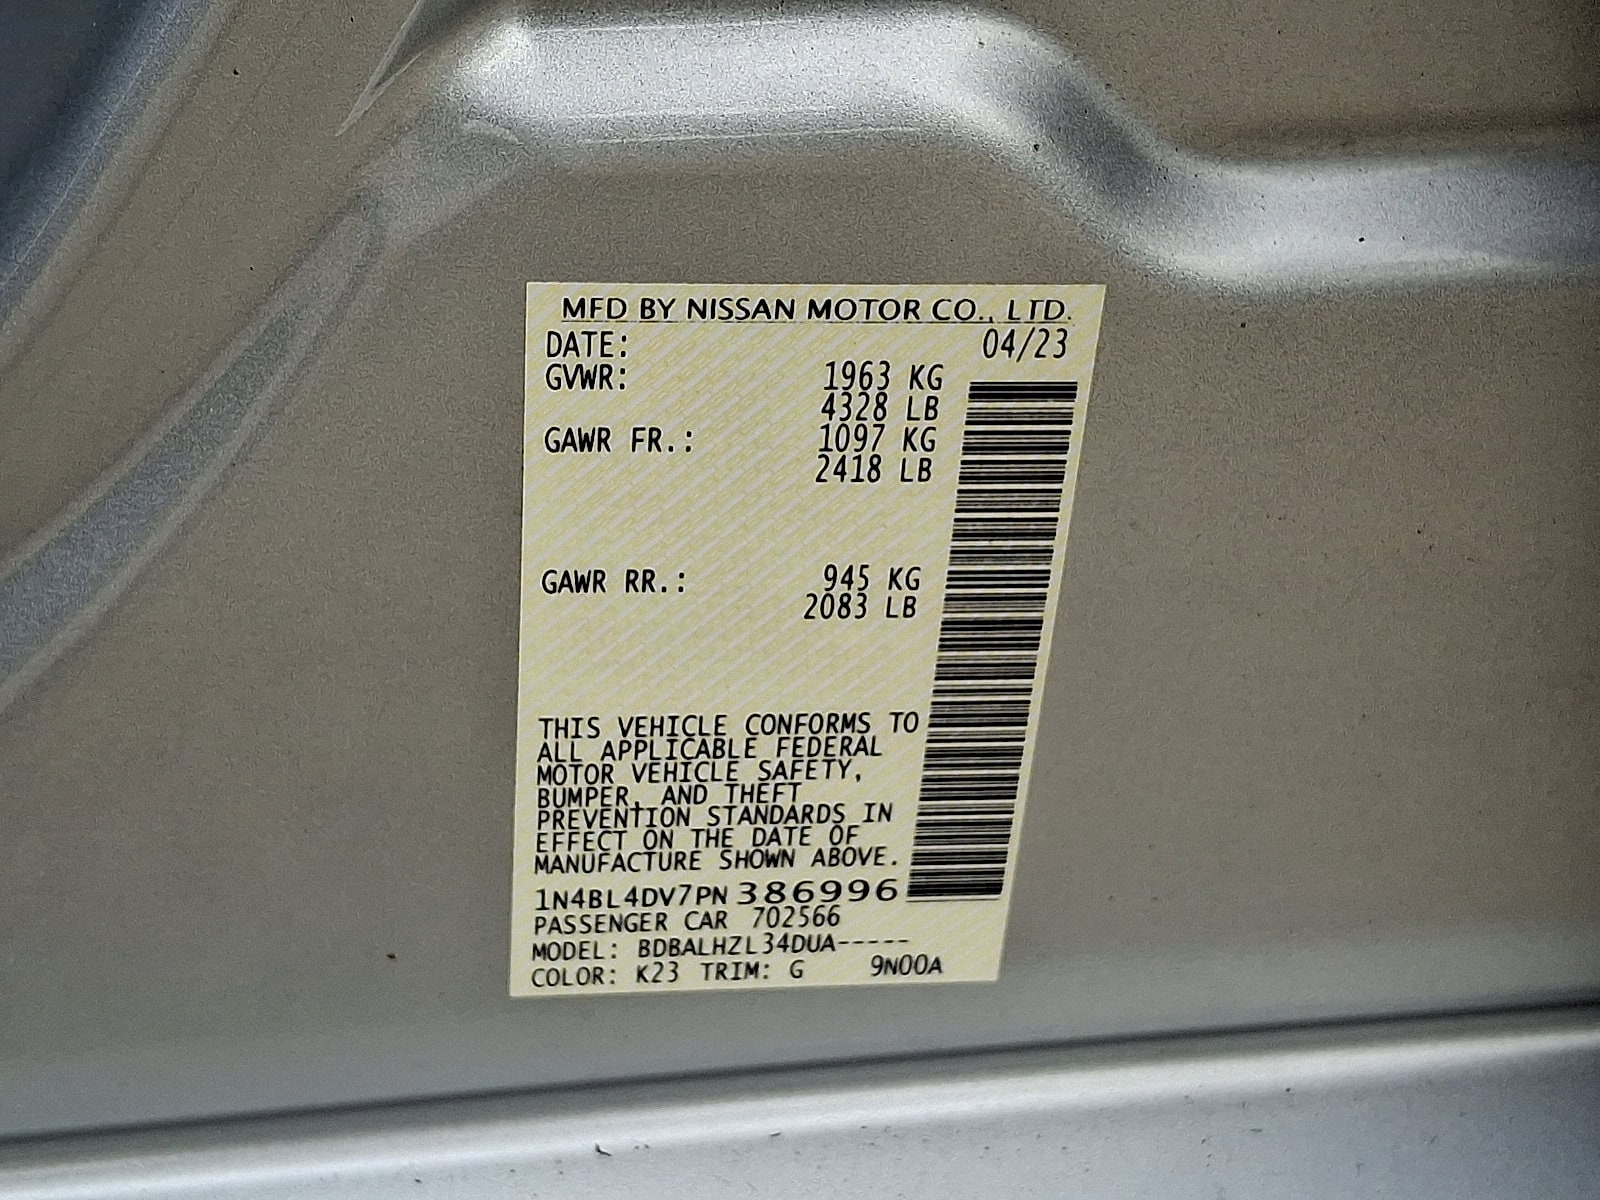 MFD BY NISSAN MOTOR CO., LTD.
DATE: 04/23
GVWR: 1963 KG
4328 LB
GAWR FR.: 1097 KG
2418 LB
GAWR RR.: 945 KG
2083 LB
THIS VEHICLE CONFORMS TO
ALL APPLICABLE FEDERAL
MOTOR VEHICLE SAFETY,
BUMPER, AND THEFT
PREVENTION STANDARDS IN
EFFECT ON THE DATE OF
MANUFACTURE SHOWN ABOVE.
1N4BL4DV7PN386996
PASSENGER CAR 702566
MODEL: BDBALHZL34DUA-----
COLOR: K23 TRIM: G 9N00A